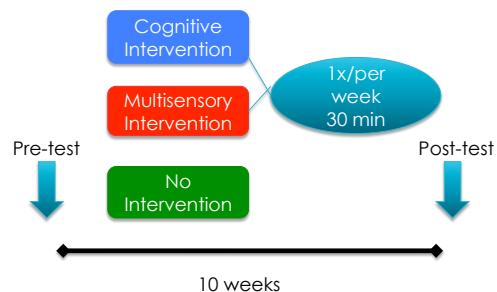 Cognitive
Intervention
Multisensory
Intervention
1x/per
week
30 min
Pre-test
Post-test
No
Intervention
10 weeks